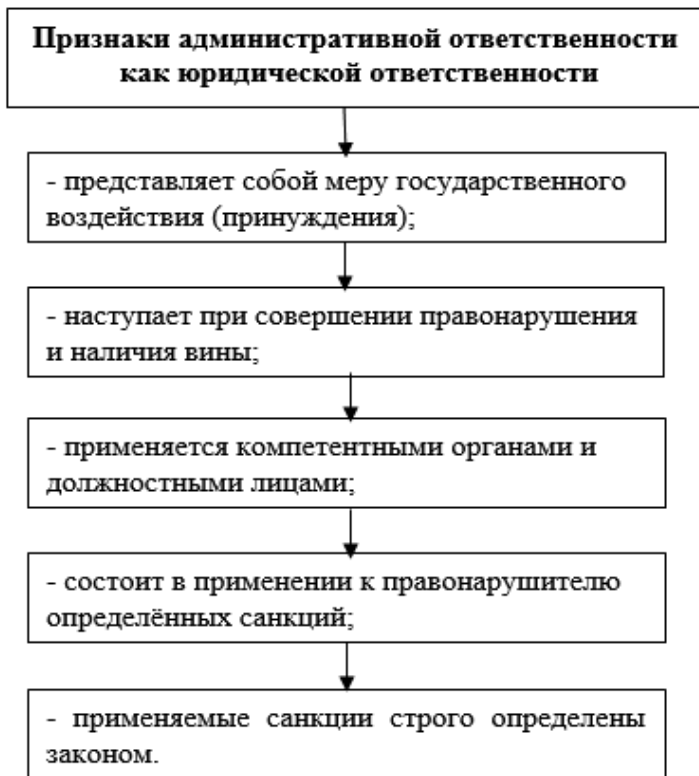 Признаки административной ответственности
как юридической ответственности
- представляет собой меру государственного
воздействия (принуждения);
- наступает при совершении правонарушения
и наличия вины;
- применяется компетентными органами и
должностными лицами;
- состоит в применении к правонарушителю
определённых санкций;
- применяемые санкции строго определены
законом.